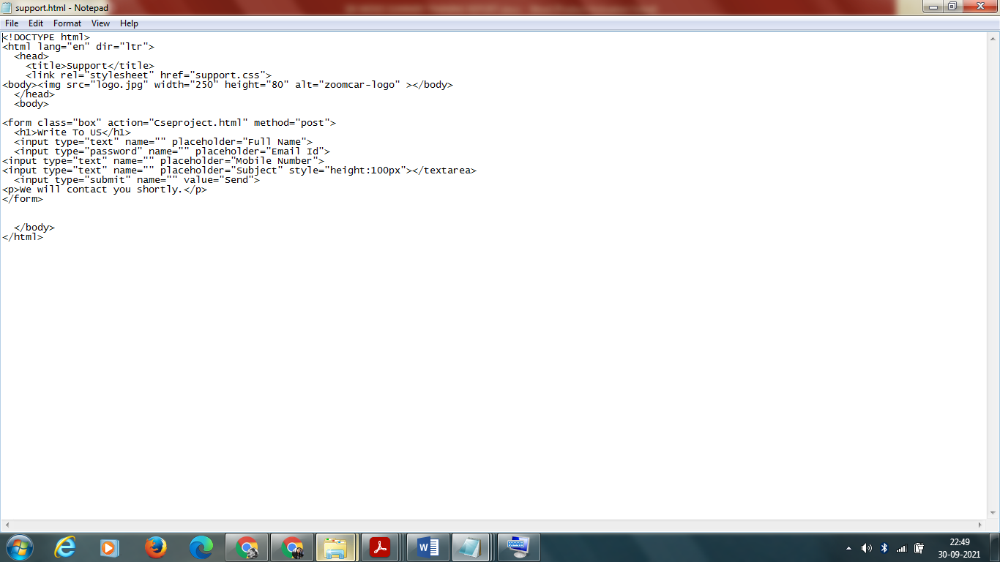 support.html - Notepad
File Edit Format View Help
<!DOCTYPE html>
<html lang="en" dir="ltr">
  <head>
    <title>Support</title>
    <link rel="stylesheet" href="support.css">
<body><img src="logo.jpg" width="250" height="80" alt="zoomcar-logo" ></body>
  </head>
  <body>

<form class="box" action="Cseproject.html" method="post">
  <h1>Write To US</h1>
  <input type="text" name="" placeholder="Full Name">
  <input type="password" name="" placeholder="Email Id">
<input type="text" name="" placeholder="Mobile Number">
<input type="text" name="" placeholder="Subject" style="height:100px"></textarea>
  <input type="submit" name="" value="Send">
<p>We will contact you shortly.</p>
</form>


  </body>
</html>
22:49
30-09-2021